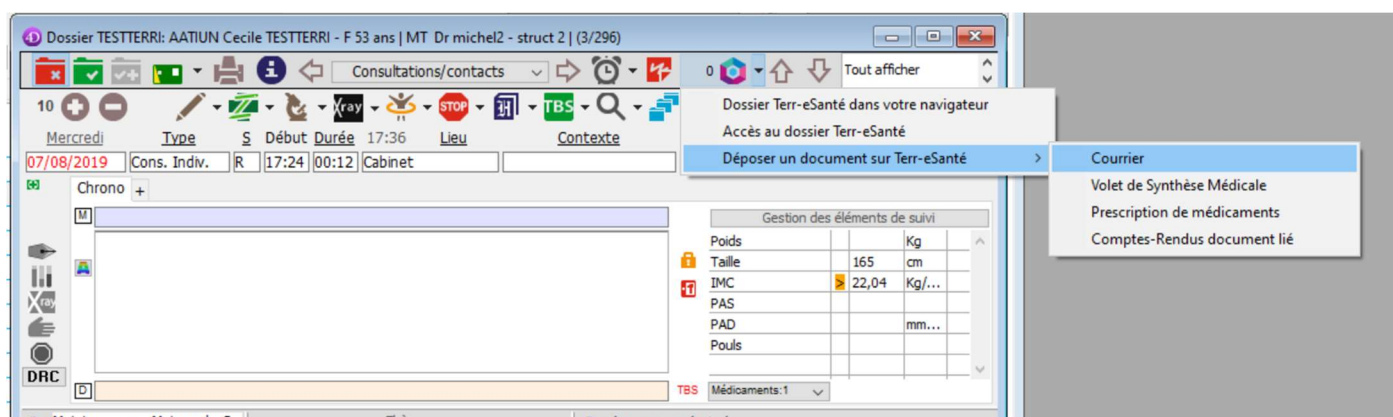 Dossier TESTTERRI: AATIUN Cecile TESTTERRI - F 53 ans | MT Dr michel2 - struct 2 | (3/296)
Consultations/contacts
0
Tout afficher
10
Xray
STOP
TBS
Dossier Terr-eSanté dans votre navigateur
Accès au dossier Terr-eSanté
Déposer un document sur Terr-eSanté
Courrier
Volet de Synthèse Médicale
Prescription de médicaments
Comptes-Rendus document lié
Mercredi Type S Début Durée 17:36 Lieu Contexte
07/08/2019 Cons. Indiv. R 17:24 00:12 Cabinet
Chrono +
M
Gestion des éléments de suivi
Poids Kg
Taille 165 cm
IMC > 22,04 Kg/...
PAS
PAD mm...
Pouls
Xray
DRC
D
TBS Médicaments:1